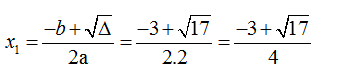 x₁ = (-b + √Δ)/2a = (-3 + √17)/2.2 = (-3 + √17)/4